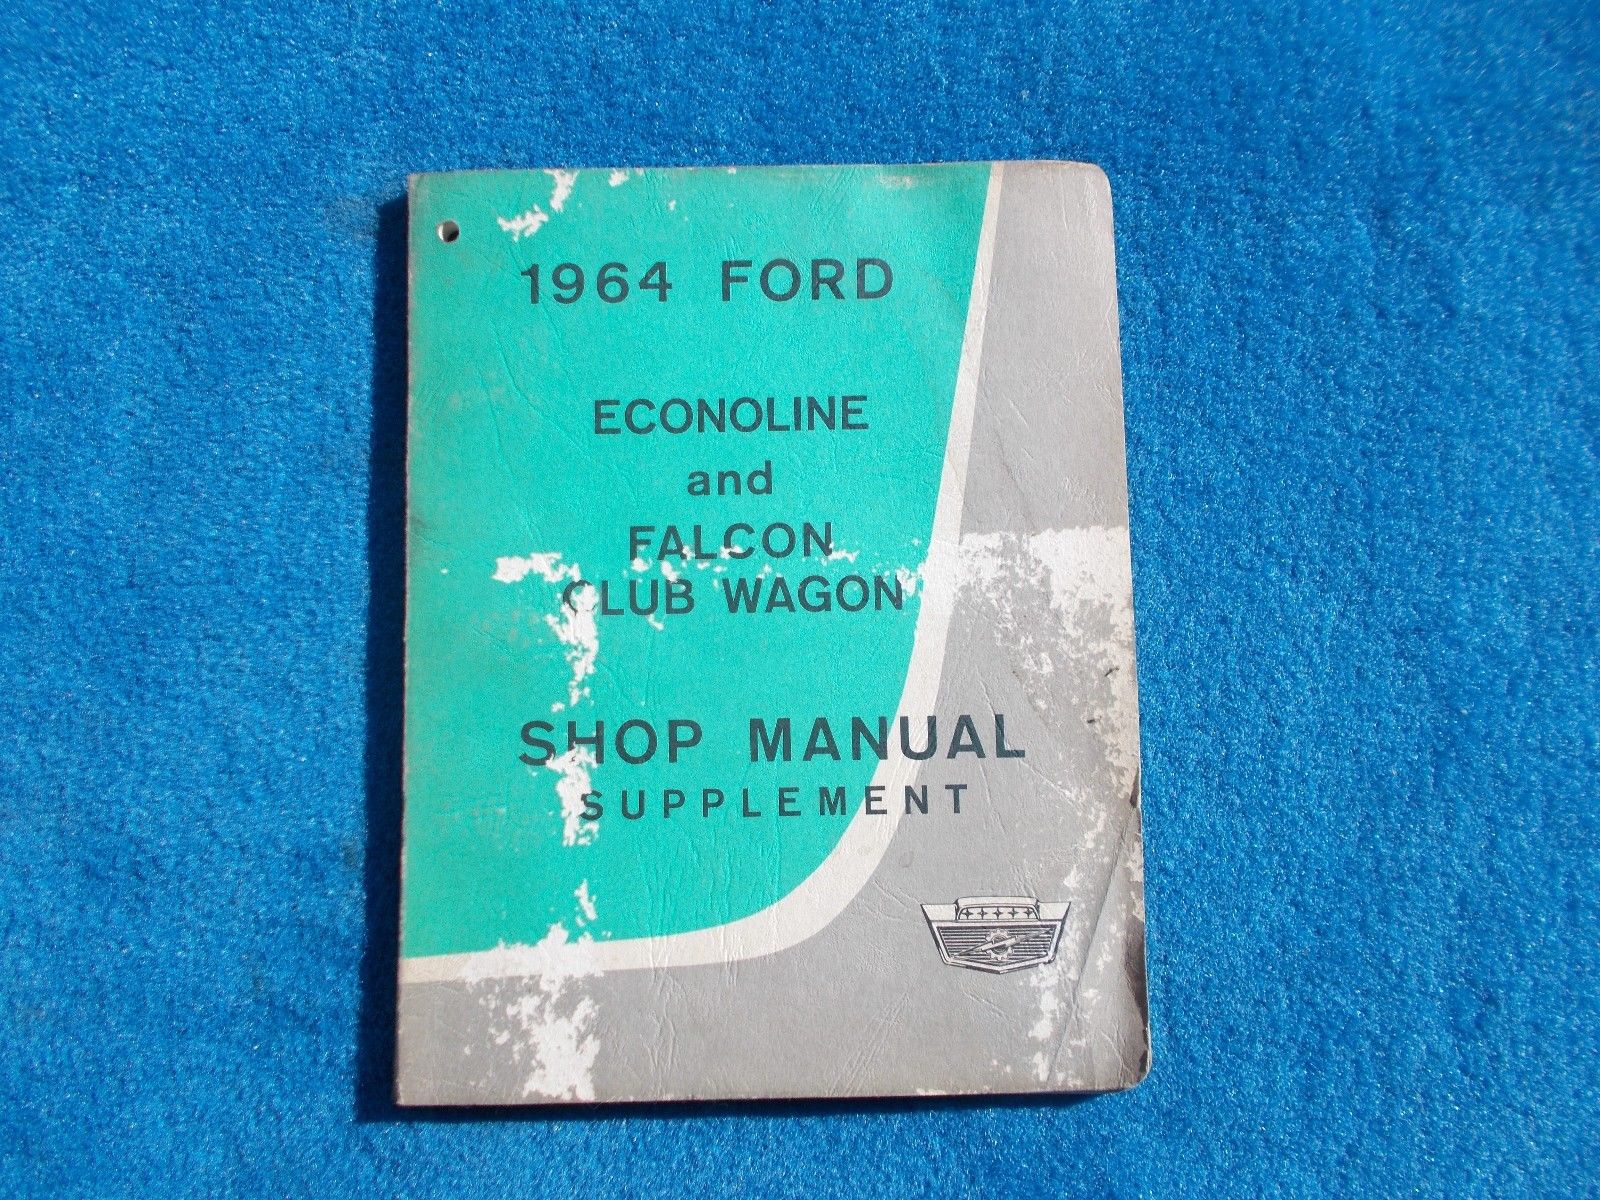 1964 FORD
ECONOLINE
and
FALCON
CLUB WAGON
SHOP MANUAL
SUPPLEMENT